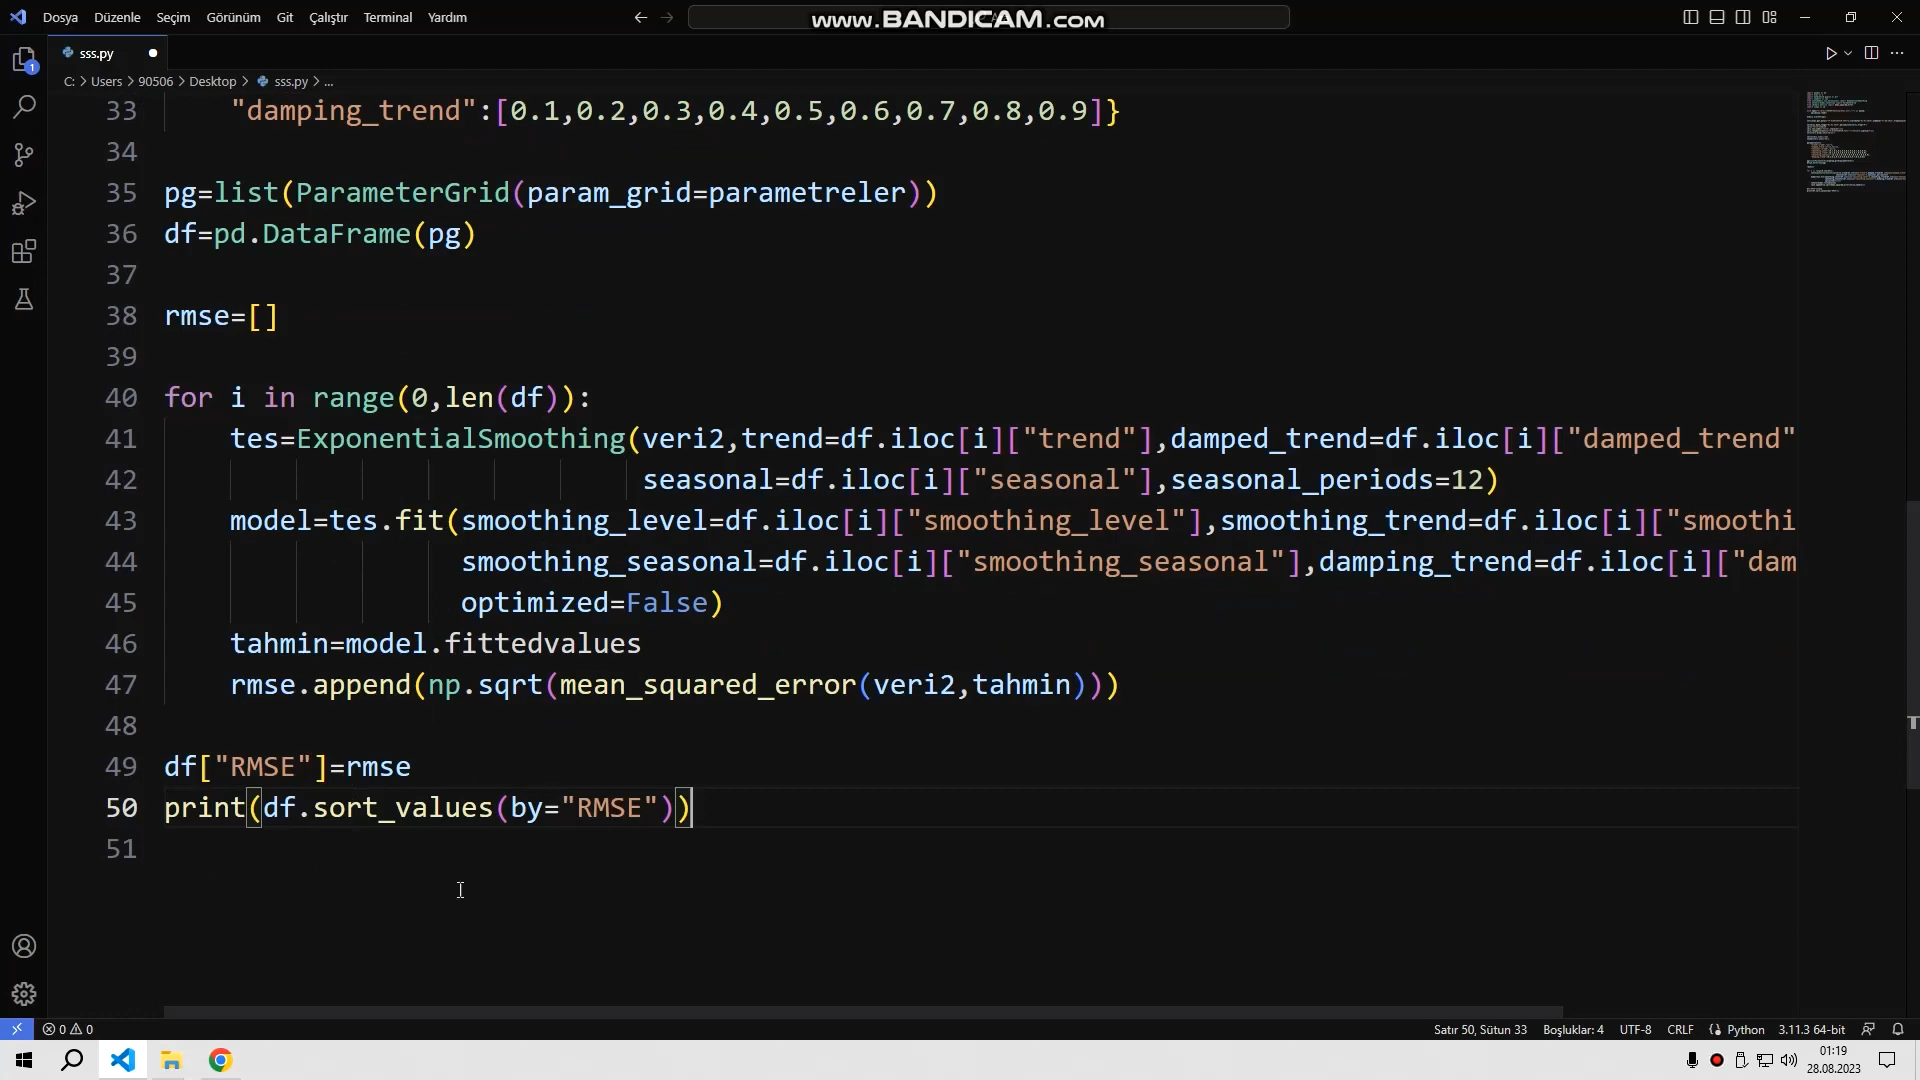 Dosya Düzenle Seçim Görünüm Git Çalıştır Terminal Yardım
www.BANDICAM.com
sss.py
C: > Users > 90506 > Desktop > sss.py > ...
1
33 "damping_trend":[0.1,0.2,0.3,0.4,0.5,0.6,0.7,0.8,0.9]}
34
35 pg=list(ParameterGrid(param_grid=parametreler))
36 df=pd.DataFrame(pg)
37
38 rmse=[]
39
40 for i in range(0,len(df)):
41 tes=ExponentialSmoothing(veri2,trend=df.iloc[i]["trend"],damped_trend=df.iloc[i]["damped_trend"
42 seasonal=df.iloc[i]["seasonal"],seasonal_periods=12)
43 model=tes.fit(smoothing_level=df.iloc[i]["smoothing_level"],smoothing_trend=df.iloc[i]["smoothi
44 smoothing_seasonal=df.iloc[i]["smoothing_seasonal"],damping_trend=df.iloc[i]["dam
45 optimized=False)
46 tahmin=model.fittedvalues
47 rmse.append(np.sqrt(mean_squared_error(veri2,tahmin)))
48
49 df["RMSE"]=rmse
50 print(df.sort_values(by="RMSE"))
51
0 0 Satır 50, Sütun 33 Boşluklar: 4 UTF-8 CRLF Python 3.11.3 64-bit
01:19
28.08.2023